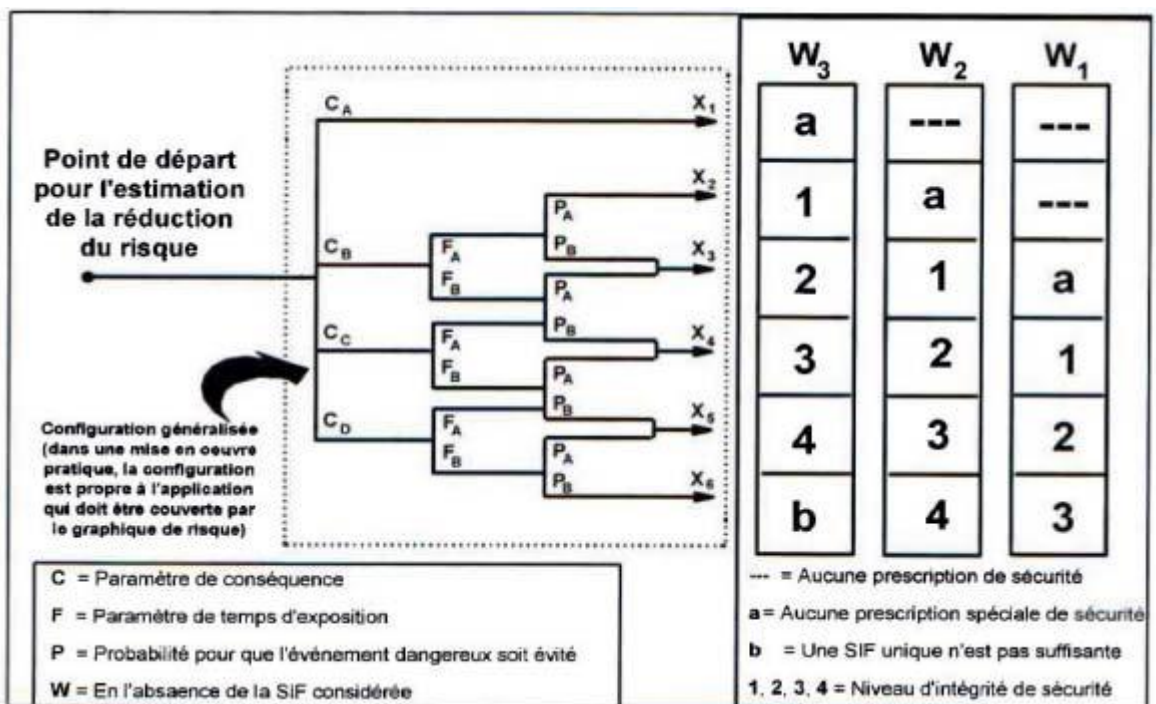 Point de départ
pour l'estimation
de la réduction
du risque
C_A
X_1
X_2
P_A
C_B
F_A
P_B
X_3
F_B
P_A
P_B
C_C
F_A
X_4
F_B
P_A
P_B
C_D
F_A
X_5
F_B
P_A
P_B
X_6
Configuration généralisée
(dans une mise en oeuvre
pratique, la configuration
est propre à l'application
qui doit être couverte par
le graphique de risque)
W_3 W_2 W_1
a --- ---
1 a ---
2 1 a
3 2 1
4 3 2
b 4 3
C = Paramètre de conséquence
F = Paramètre de temps d'exposition
P = Probabilité pour que l'événement dangereux soit évité
W = En l'absaence de la SIF considérée
--- = Aucune prescription de sécurité
a = Aucune prescription spéciale de sécurité
b = Une SIF unique n'est pas suffisante
1, 2, 3, 4 = Niveau d'intégrité de sécurité